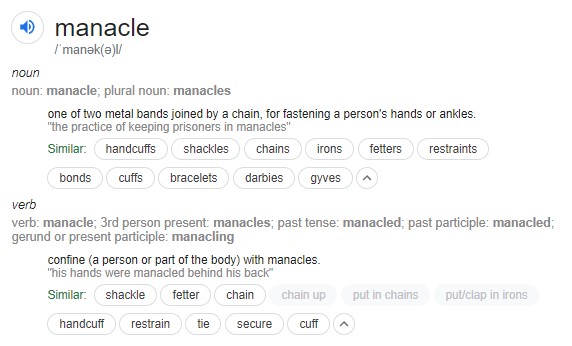 manacle
/ˈmanək(ə)l/
noun
noun: manacle; plural noun: manacles
one of two metal bands joined by a chain, for fastening a person's hands or ankles.
"the practice of keeping prisoners in manacles"
Similar: handcuffs shackles chains irons fetters restraints
bonds cuffs bracelets darbies gyves
verb
verb: manacle; 3rd person present: manacles; past tense: manacled; past participle: manacled;
gerund or present participle: manacling
confine (a person or part of the body) with manacles.
"his hands were manacled behind his back"
Similar: shackle fetter chain chain up put in chains put/clap in irons
handcuff restrain tie secure cuff